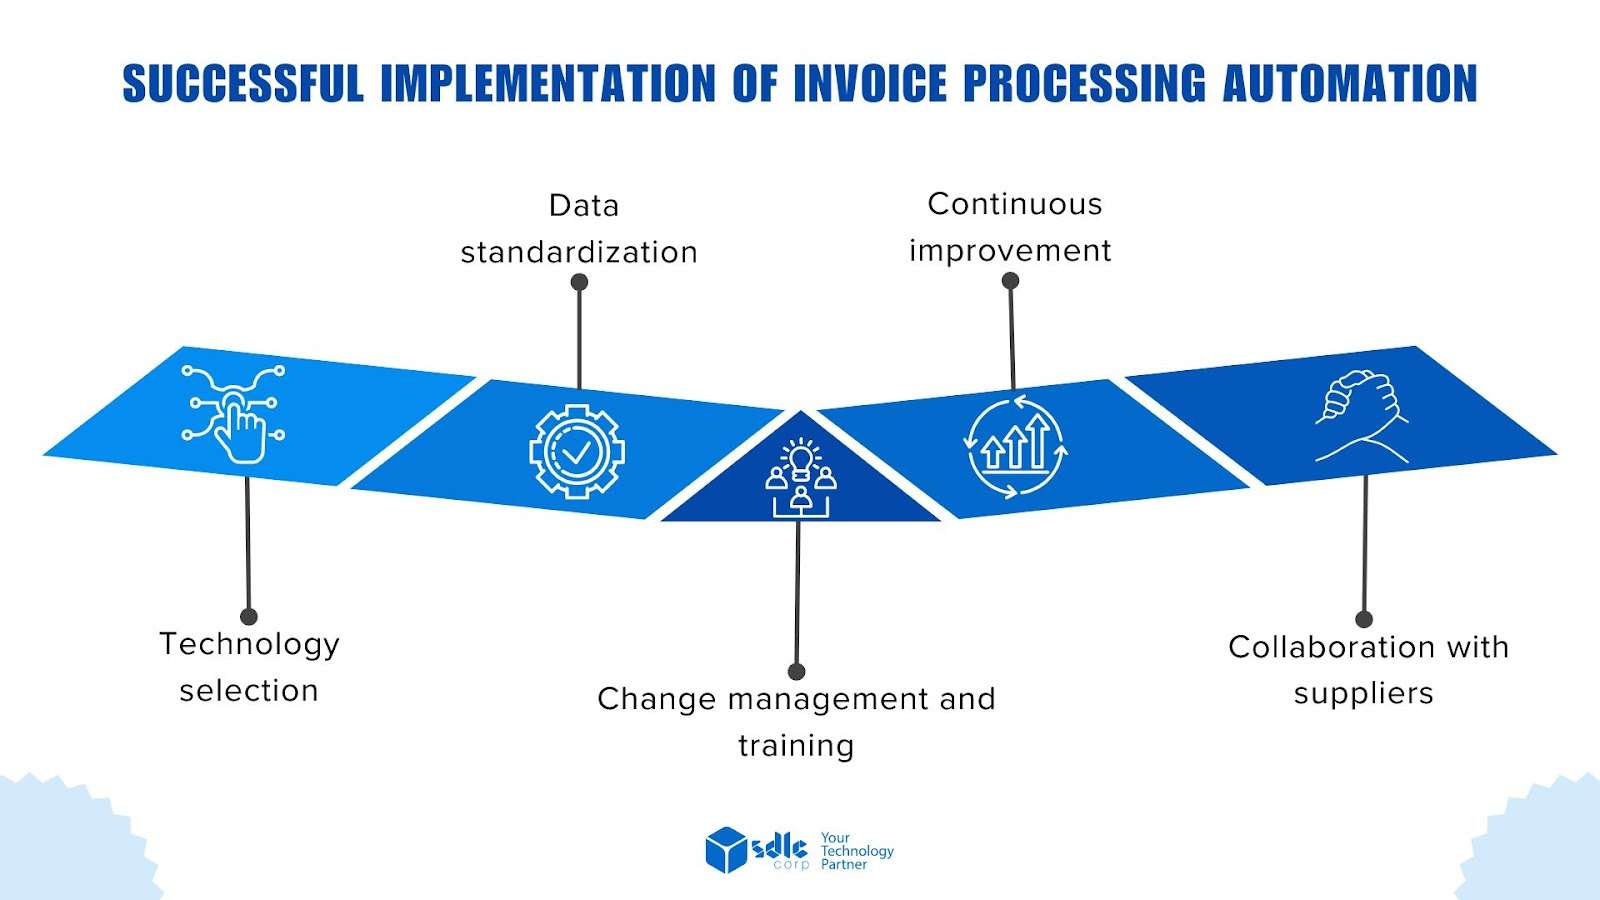 SUCCESSFUL IMPLEMENTATION OF INVOICE PROCESSING AUTOMATION
Data
standardization
Continuous
improvement
Technology
selection
Change management and
training
Collaboration with
suppliers
sdlc
corp
Your
Technology
Partner